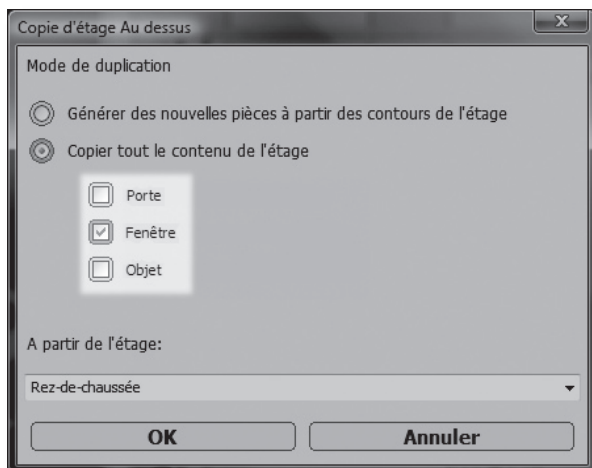 Copie d'étage Au dessus
Mode de duplication
Générer des nouvelles pièces à partir des contours de l'étage
Copier tout le contenu de l'étage
Porte
Fenêtre
Objet
A partir de l'étage:
Rez-de-chaussée
OK
Annuler